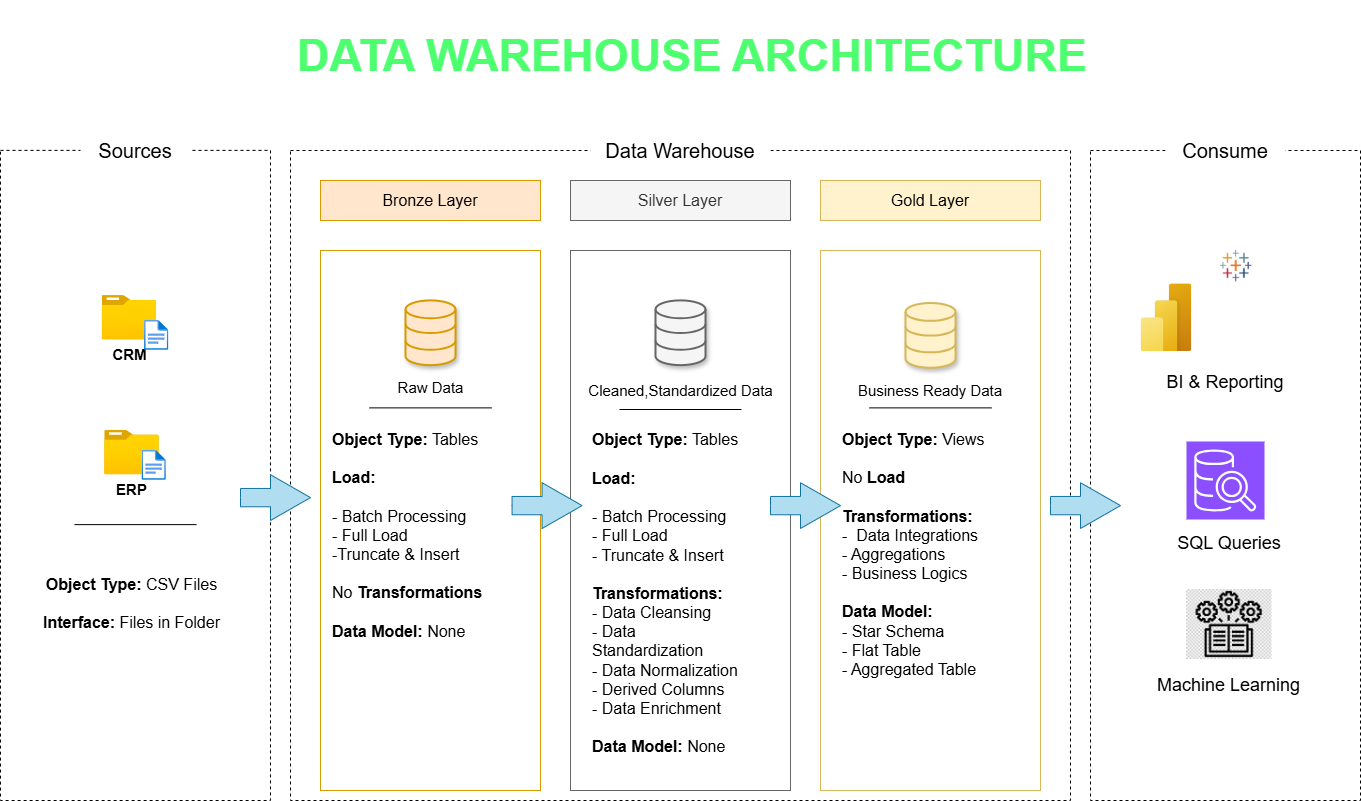 DATA WAREHOUSE ARCHITECTURE
Sources
CRM
ERP
Object Type: CSV Files
Interface: Files in Folder
Data Warehouse
Bronze Layer
Raw Data
Object Type: Tables
Load:
- Batch Processing
- Full Load
-Truncate & Insert
No Transformations
Data Model: None
Silver Layer
Cleaned,Standardized Data
Object Type: Tables
Load:
- Batch Processing
- Full Load
- Truncate & Insert
Transformations:
- Data Cleansing
- Data
Standardization
- Data Normalization
- Derived Columns
- Data Enrichment
Data Model: None
Gold Layer
Business Ready Data
Object Type: Views
No Load
Transformations:
- Data Integrations
- Aggregations
- Business Logics
Data Model:
- Star Schema
- Flat Table
- Aggregated Table
Consume
BI & Reporting
SQL Queries
Machine Learning